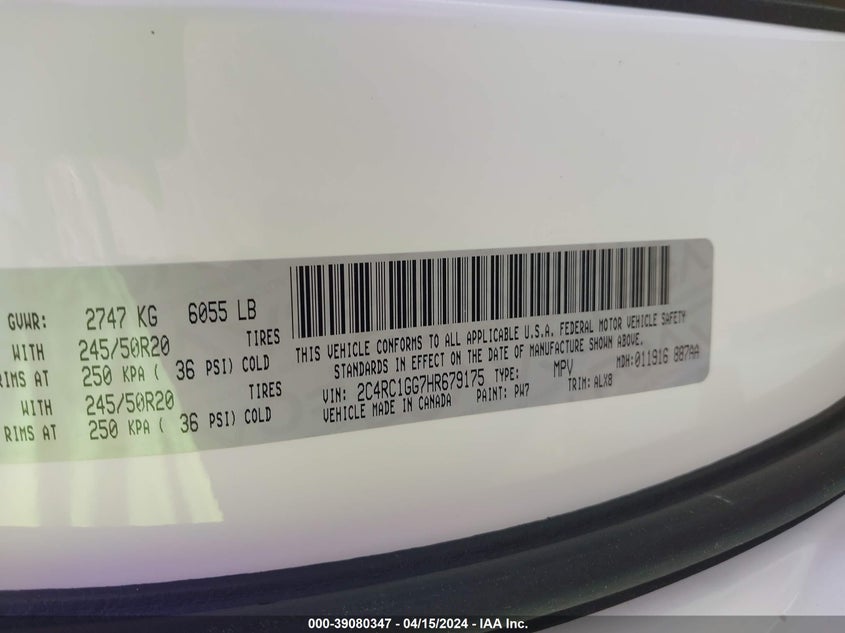 GVWR: 2747 KG 6055 LB
WITH 245/50R20 TIRES
RIMS AT 250 KPA ( 36 PSI) COLD
WITH 245/50R20 TIRES
RIMS AT 250 KPA ( 36 PSI) COLD
THIS VEHICLE CONFORMS TO ALL APPLICABLE U.S.A. FEDERAL MOTOR VEHICLE SAFETY
STANDARDS IN EFFECT ON THE DATE OF MANUFACTURE SHOWN ABOVE.
VIN: 2C4RC1GG7HR679175 TYPE: MPV MDH:011916 887AA
VEHICLE MADE IN CANADA PAINT: PW7 TRIM: ALX8
000-39080347 - 04/15/2024 - IAA Inc.